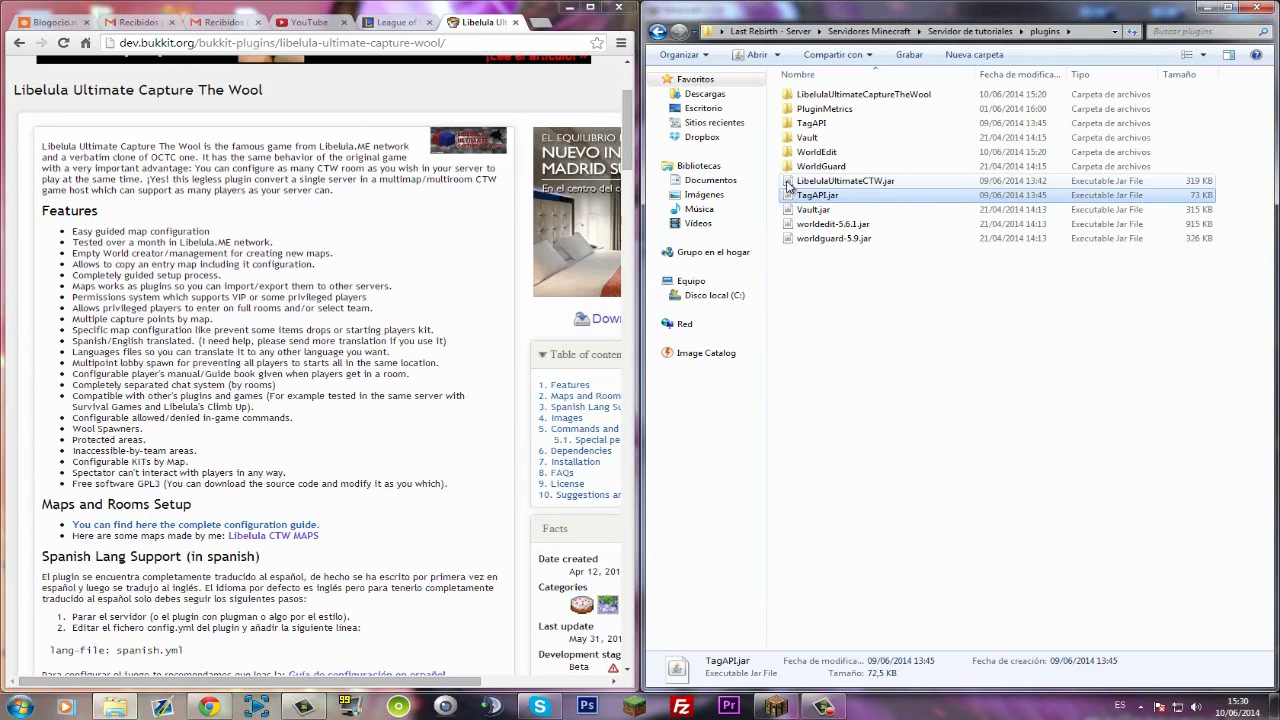 Blogocio.n
Recibidos (
Recibidos (
YouTube
League of
Libelula Ult
dev.bukkit.org/bukkit-plugins/libelula-ultimate-capture-wool/
Libelula Ultimate Capture The Wool
Libelula Ultimate Capture The Wool is the famous game from Libelula.ME network
and a verbatim clone of OCTC one. It has the same behavior of the original game
with a very important advantage: You can configure as many CTW room as you wish in your server to
play at the same time. ¡Yes! this legless plugin convert a single server in a multimap/multiroom CTW
game host which can support as many players as your server can.
Features
Easy guided map configuration
Tested over a month in Libelula.ME network.
Empty World creator/management for creating new maps.
Allows to copy an entry map including it configuration.
Completely guided setup process.
Maps works as plugins so you can import/export them to other servers.
Permissions system which supports VIP or some privileged players
Allows privileged players to enter on full rooms and/or select team.
Multiple capture points by map.
Specific map configuration like prevent some items drops or starting players kit.
Spanish/English translated. (I need help, please send more translation if you use it)
Languages files so you can translate it to any other language you want.
Multipoint lobby spawn for preventing all players to starts all in the same location.
Configurable player's manual/Guide book given when players get in a room.
Completely separated chat system (by rooms)
Compatible with other's plugins and games (For example tested in the same server with
Survival Games and Libelula's Climb Up).
Configurable allowed/denied in-game commands.
Wool Spawners.
Protected areas.
Inaccessible-by-team areas.
Configurable KITs by Map.
Spectator can't interact with players in any way.
Free software GPL3 (You can download the source code and modify it as you which).
Maps and Rooms Setup
You can find here the complete configuration guide.
Here are some maps made by me: Libelula CTW MAPS
Spanish Lang Support (in spanish)
El plugin se encuentra completamente traducido al español, de hecho se ha escrito por primera vez en
español y luego se tradujo al inglés. El idioma por defecto es inglés pero para tenerlo completamente
traducido al español solo debes seguir los siguientes pasos:
1. Parar el servidor (o el plugin con plugman o algo por el estilo).
2. Editar el fichero config.yml del plugin y añadir la siguiente línea:
lang-file: spanish.yml
Para configurar el juego te recomendamos que lea la: Guía de configuración en español
EL EQUILIBRIO
NUEVO IN
MADRID SU
En el centro del c
Down
Table of conten
1. Features
2. Maps and Room
3. Spanish Lang Su
4. Images
5. Commands and
5.1. Special pe
6. Dependencies
7. Installation
8. FAQs
9. License
10. Suggestions an
Facts
Date created
Apr 12, 201
Categories
Last update
May 31, 201
Development stag
Beta
Last Rebirth - Server
Servidores Minecraft
Servidor de tutoriales
plugins
Buscar plugins
Organizar
Abrir
Compartir con
Grabar
Nueva carpeta
Favoritos
Descargas
Escritorio
Sitios recientes
Dropbox
Bibliotecas
Documentos
Imágenes
Música
Vídeos
Grupo en el hogar
Equipo
Disco local (C:)
Red
Image Catalog
Nombre Fecha de modifica... Tipo Tamaño
LibelulaUltimateCaptureTheWool 10/06/2014 15:20 Carpeta de archivos
PluginMetrics 01/06/2014 16:00 Carpeta de archivos
TagAPI 09/06/2014 13:45 Carpeta de archivos
Vault 21/04/2014 14:15 Carpeta de archivos
WorldEdit 10/06/2014 15:20 Carpeta de archivos
WorldGuard 21/04/2014 14:15 Carpeta de archivos
LibelulaUltimateCTW.jar 09/06/2014 13:42 Executable Jar File 319 KB
TagAPI.jar 09/06/2014 13:45 Executable Jar File 73 KB
Vault.jar 21/04/2014 14:13 Executable Jar File 315 KB
worldedit-5.6.1.jar 21/04/2014 14:13 Executable Jar File 915 KB
worldguard-5.9.jar 21/04/2014 14:13 Executable Jar File 326 KB
TagAPI.jar Fecha de modifica... 09/06/2014 13:45 Fecha de creación: 09/06/2014 13:43
Executable Jar File Tamaño: 72,5 KB
99
S
Ps
Fz
Pr
ES
15:30
10/06/2014